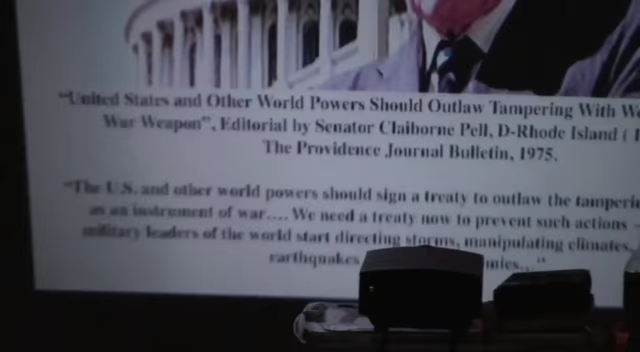 "United States and Other World Powers Should Outlaw Tampering With
War Weapon", Editorial by Senator Claiborne Pell, D-Rhode Island (
The Providence Journal Bulletin, 1975.
"The U.S. and other world powers should sign a treaty to outlaw the
as an instrument of war.... We need a treaty now to prevent such actions -
military leaders of the world start directing storms, manipulating climates,
earthquakes